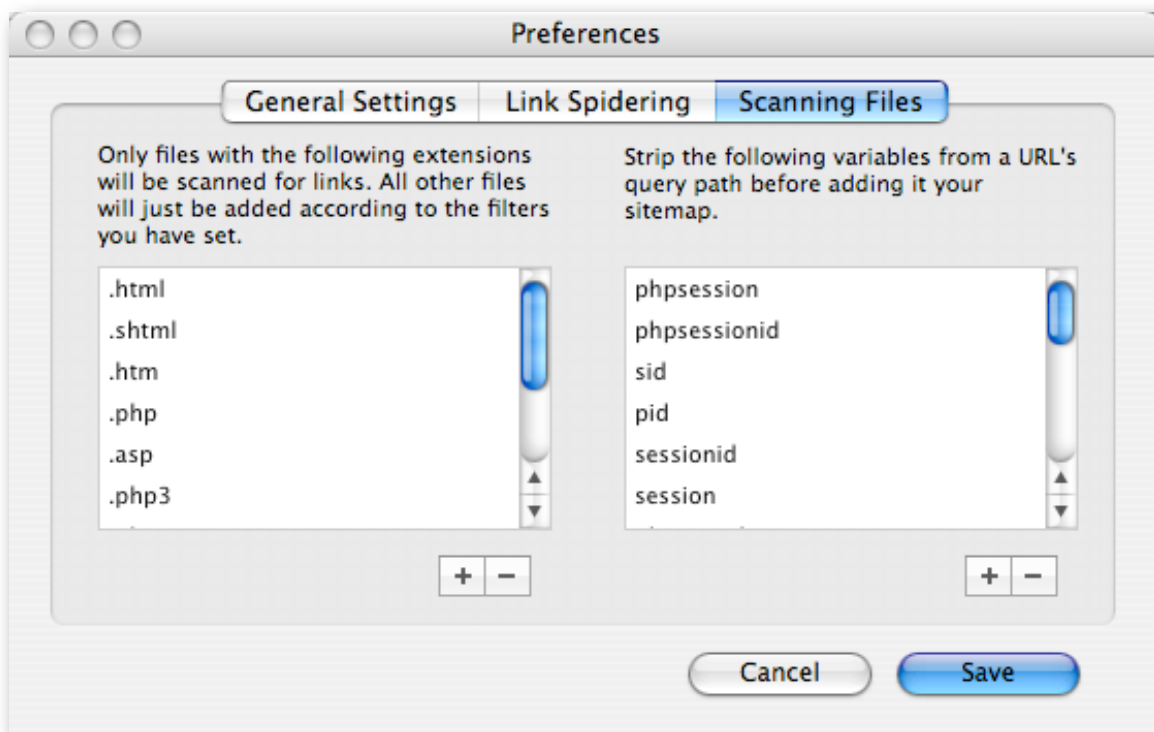 Preferences
General Settings Link Spidering Scanning Files
Only files with the following extensions
will be scanned for links. All other files
will just be added according to the filters
you have set.
Strip the following variables from a URL's
query path before adding it your
sitemap.
.html
.shtml
.htm
.php
.asp
.php3
phpsession
phpsessionid
sid
pid
sessionid
session
+ −
+ −
Cancel Save